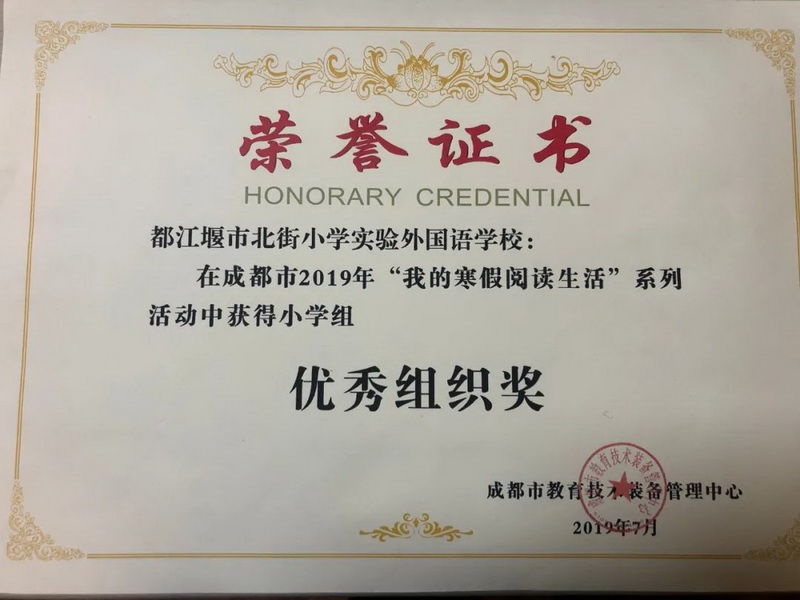 荣誉证书
HONORARY CREDENTIAL
都江堰市北街小学实验外国语学校：
在成都市2019年“我的寒假阅读生活”系列
活动中获得小学组
优秀组织奖
成都市教育技术装备管理中心
2019年7月